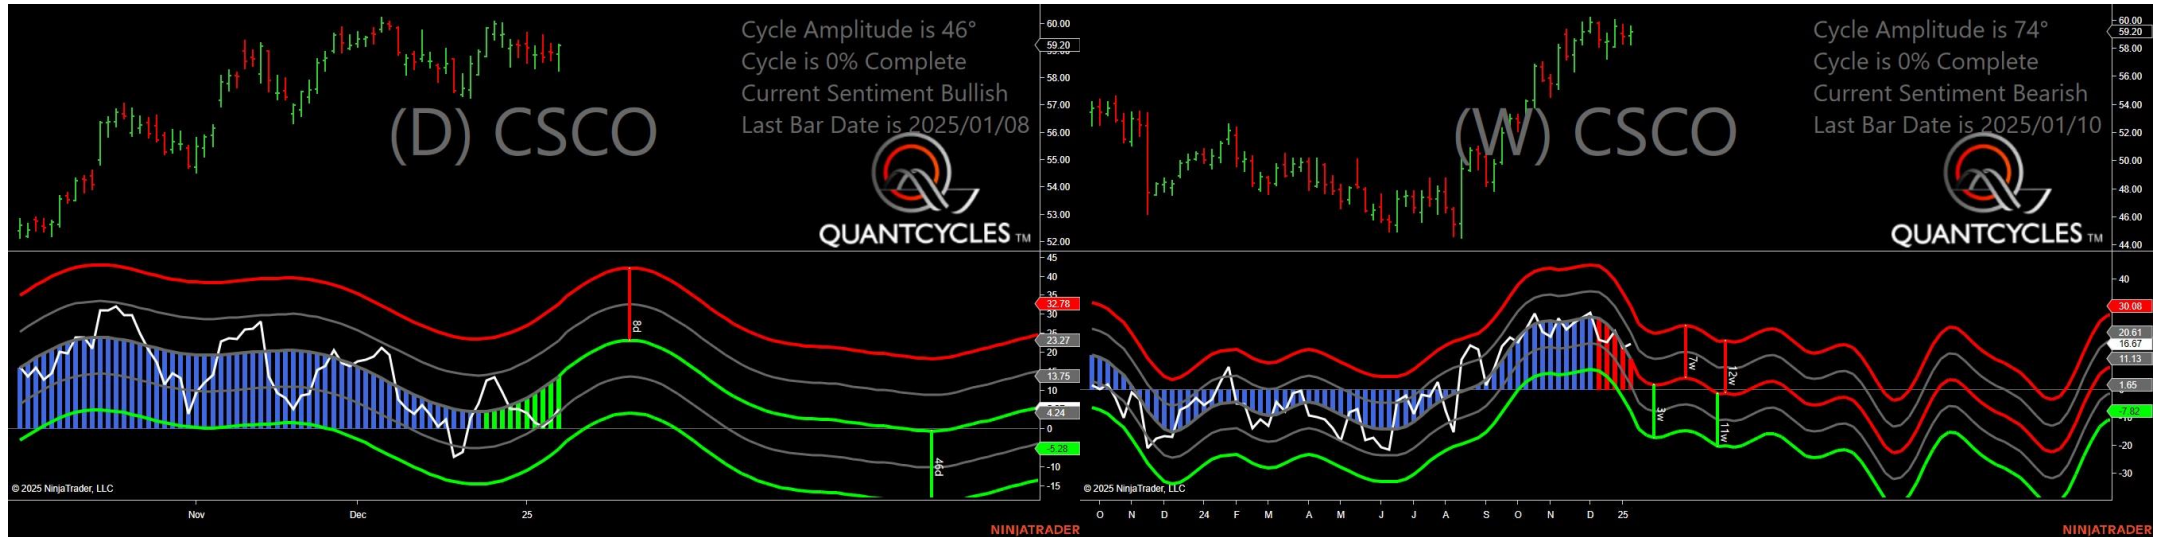 Cycle Amplitude is 46°
Cycle is 0% Complete
Current Sentiment Bullish
Last Bar Date is 2025/01/08
(D) CSCO
QUANTCYCLES TM
60.00
59.20
58.00
57.00
56.00
55.00
54.00
53.00
52.00
45
40
35
32.78
30
25
23.27
20
13.75
10
4.24
0
-5.28
-10
-15
8d
46d
© 2025 NinjaTrader, LLC
Nov Dec 25
NINJATRADER
Cycle Amplitude is 74°
Cycle is 0% Complete
Current Sentiment Bearish
Last Bar Date is 2025/01/10
(W) CSCO
QUANTCYCLES TM
60.00
59.20
58.00
56.00
54.00
52.00
50.00
48.00
46.00
44.00
40
30.08
20.61
16.67
11.13
1.65
-7.82
-20
-30
7w
12w
3w
11w
© 2025 NinjaTrader, LLC
O N D 24 F M A M J J A S O N D 25
NINJATRADER